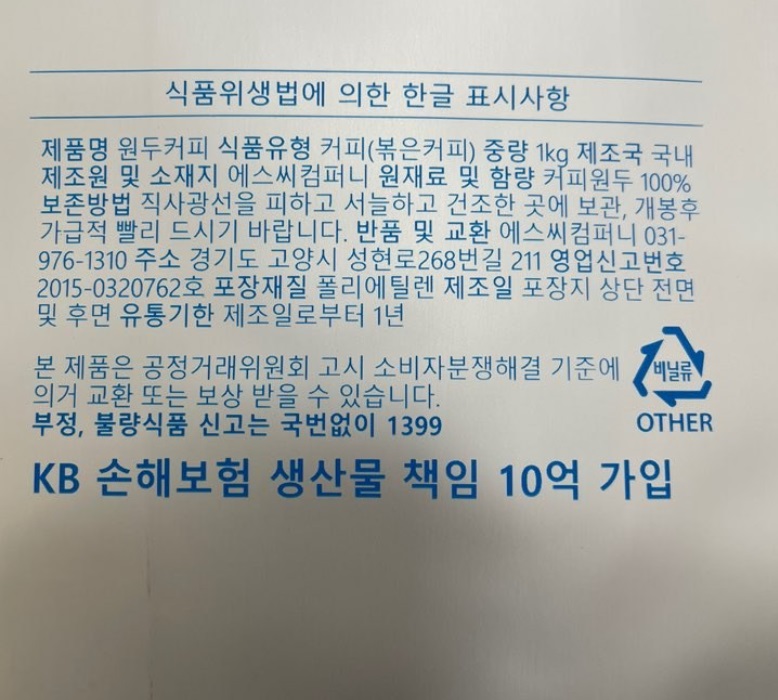 식품위생법에 의한 한글 표시사항
제품명 원두커피 식품유형 커피(볶은커피) 중량 1kg 제조국 국내
제조원 및 소재지 에스씨컴퍼니 원재료 및 함량 커피원두 100%
보존방법 직사광선을 피하고 서늘하고 건조한 곳에 보관, 개봉후
가급적 빨리 드시기 바랍니다. 반품 및 교환 에스씨컴퍼니 031-
976-1310 주소 경기도 고양시 성현로268번길 211 영업신고번호
2015-0320762호 포장재질 폴리에틸렌 제조일 포장지 상단 전면
및 후면 유통기한 제조일로부터 1년
본 제품은 공정거래위원회 고시 소비자분쟁해결 기준에
의거 교환 또는 보상 받을 수 있습니다.
부정, 불량식품 신고는 국번없이 1399
비닐류
OTHER
KB 손해보험 생산물 책임 10억 가입